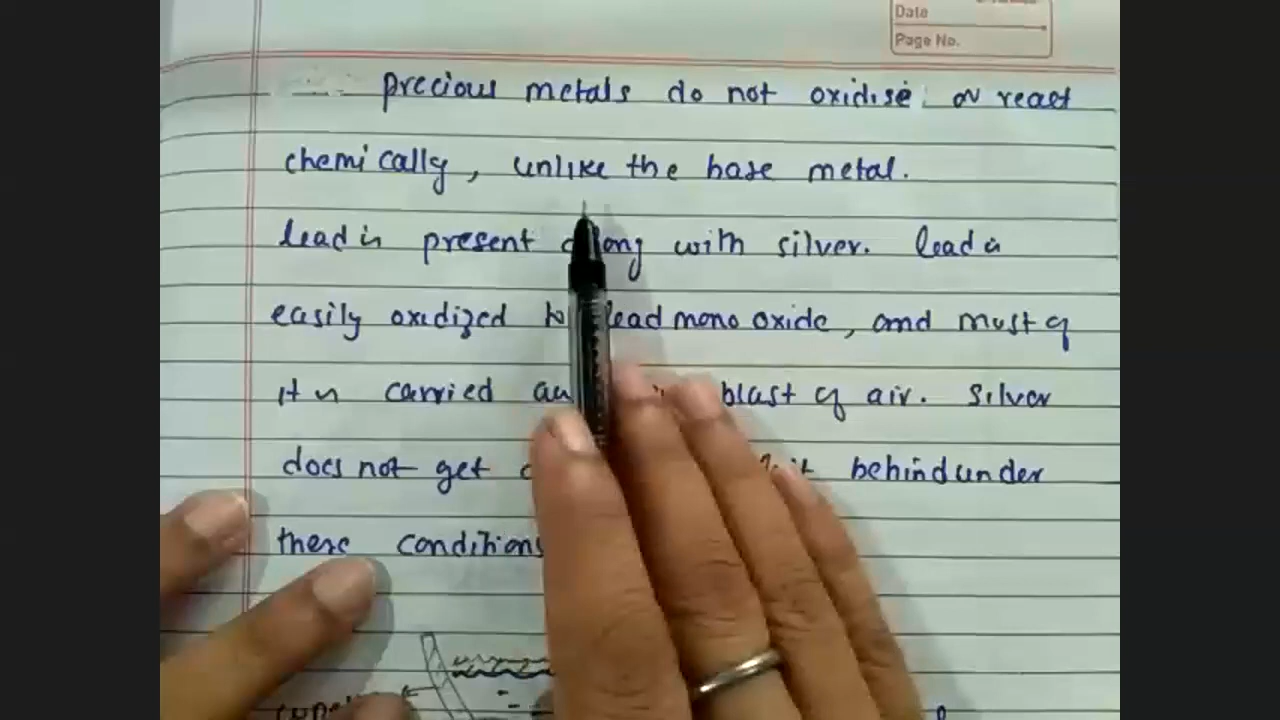 Date
Page No.
precious metals do not oxidise or react
chemically, unlike the base metal.
lead is present along with silver. lead is
easily oxidized to lead mono oxide, and most of
it is carried blast of air. Silver
does not get behind under
these conditions